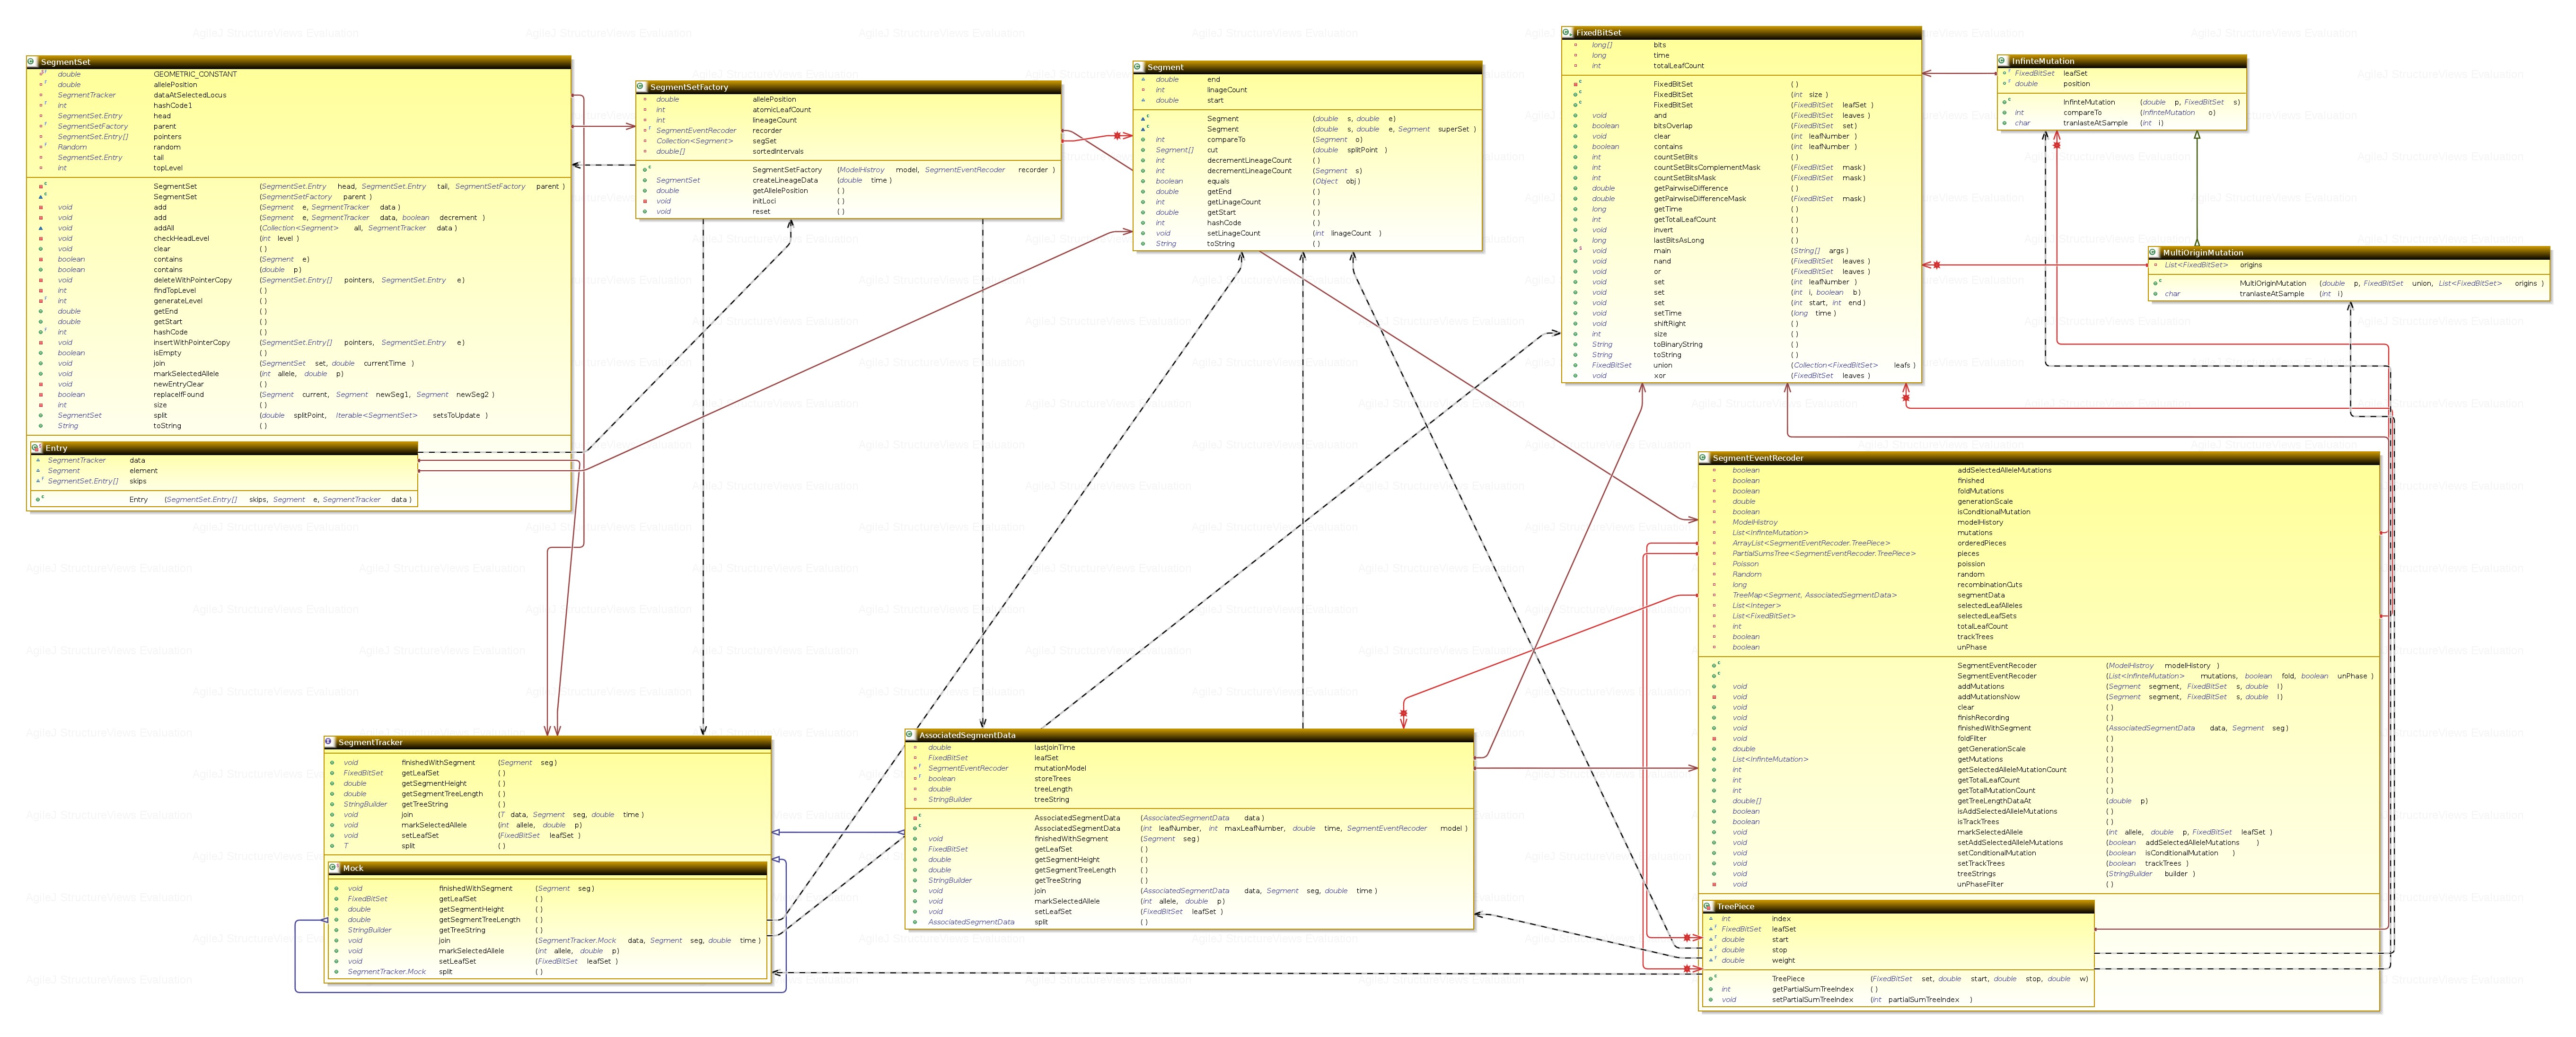 SegmentSet
double GEOMETRIC_CONSTANT
double allelePosition
SegmentTracker dataAtSelectedLocus
int hashCode1
SegmentSet.Entry head
SegmentSetFactory parent
SegmentSet.Entry[] pointers
Random random
SegmentSet.Entry tail
int topLevel
SegmentSet (SegmentSet.Entry head, SegmentSet.Entry tail, SegmentSetFactory parent )
SegmentSet (SegmentSetFactory parent )
void add (Segment e, SegmentTracker data )
void add (Segment e, SegmentTracker data, boolean decrement )
void addAll (Collection<Segment> all, SegmentTracker data )
void checkHeadLevel (int level )
void clear ( )
boolean contains (Segment e)
boolean contains (double p)
void deleteWithPointerCopy (SegmentSet.Entry[] pointers, SegmentSet.Entry e)
int findTopLevel ( )
int generateLevel ( )
double getEnd ( )
double getStart ( )
int hashCode ( )
void insertWithPointerCopy (SegmentSet.Entry[] pointers, SegmentSet.Entry e)
boolean isEmpty ( )
void join (SegmentSet set, double currentTime )
void markSelectedAllele (int allele, double p)
void newEntryClear ( )
boolean replaceIfFound (Segment current, Segment newSeg1, Segment newSeg2 )
int size ( )
SegmentSet split (double splitPoint, Iterable<SegmentSet> setsToUpdate )
String toString ( )
Entry
SegmentTracker data
Segment element
SegmentSet.Entry[] skips
Entry (SegmentSet.Entry[] skips, Segment e, SegmentTracker data )
SegmentSetFactory
double allelePosition
int atomicLeafCount
int lineageCount
SegmentEventRecoder recorder
Collection<Segment> segSet
double[] sortedIntervals
SegmentSetFactory (ModelHistroy model, SegmentEventRecoder recorder )
SegmentSet createLineageData (double time )
double getAllelePosition ( )
void initLoci ( )
void reset ( )
Segment
double end
int linageCount
double start
Segment (double s, double e)
Segment (double s, double e, Segment superSet )
int compareTo (Segment o)
Segment[] cut (double splitPoint )
int decrementLineageCount ( )
int decrementLineageCount (Segment s)
boolean equals (Object obj )
double getEnd ( )
int getLinageCount ( )
double getStart ( )
int hashCode ( )
void setLinageCount (int linageCount )
String toString ( )
FixedBitSet
long[] bits
long time
int totalLeafCount
FixedBitSet ( )
FixedBitSet (int size )
FixedBitSet (FixedBitSet leafSet )
void and (FixedBitSet leaves )
boolean bitsOverlap (FixedBitSet set )
void clear (int leafNumber )
boolean contains (int leafNumber )
int countSetBits ( )
int countSetBitsComplementMask (FixedBitSet mask )
int countSetBitsMask (FixedBitSet mask )
double getPairwiseDifference ( )
double getPairwiseDifferenceMask (FixedBitSet mask )
long getTime ( )
int getTotalLeafCount ( )
void invert ( )
long lastBitsAsLong ( )
void main (String[] args )
void nand (FixedBitSet leaves )
void or (FixedBitSet leaves )
void set (int leafNumber )
void set (int i, boolean b)
void set (int start, int end )
void setTime (long time )
void shiftRight ( )
int size ( )
String toBinaryString ( )
String toString ( )
FixedBitSet union (Collection<FixedBitSet> leafs )
void xor (FixedBitSet leaves )
InfinteMutation
FixedBitSet leafSet
double position
InfinteMutation (double p, FixedBitSet s)
int compareTo (InfinteMutation o)
char tranlasteAtSample (int i)
MultiOriginMutation
List<FixedBitSet> origins
MultiOriginMutation (double p, FixedBitSet union, List<FixedBitSet> origins )
char tranlasteAtSample (int i)
SegmentEventRecoder
boolean addSelectedAlleleMutations
boolean finished
boolean foldMutations
double generationScale
boolean isConditionalMutation
ModelHistroy modelHistory
List<InfinteMutation> mutations
ArrayList<SegmentEventRecoder.TreePiece> orderedPieces
PartialSumsTree<SegmentEventRecoder.TreePiece> pieces
Poisson poission
Random random
long recombinationCuts
TreeMap<Segment, AssociatedSegmentData> segmentData
List<Integer> selectedLeafAlleles
List<FixedBitSet> selectedLeafSets
int totalLeafCount
boolean trackTrees
boolean unPhase
SegmentEventRecoder (ModelHistroy modelHistory )
SegmentEventRecoder (List<InfinteMutation> mutations, boolean fold, boolean unPhase )
void addMutations (Segment segment, FixedBitSet s, double l)
void addMutationsNow (Segment segment, FixedBitSet s, double l)
void clear ( )
void finishRecording ( )
void finishedWithSegment (AssociatedSegmentData data, Segment seg )
void foldFilter ( )
double getGenerationScale ( )
List<InfinteMutation> getMutations ( )
int getSelectedAlleleMutationCount ( )
int getTotalLeafCount ( )
int getTotalMutationCount ( )
double[] getTreeLengthDataAt (double p)
boolean isAddSelectedAlleleMutations ( )
boolean isTrackTrees ( )
void markSelectedAllele (int allele, double p, FixedBitSet leafSet )
void setAddSelectedAlleleMutations (boolean addSelectedAlleleMutations )
void setConditionalMutation (boolean isConditionalMutation )
void setTrackTrees (boolean trackTrees )
void treeStrings (StringBuilder builder )
void unPhaseFilter ( )
TreePiece
int index
FixedBitSet leafSet
double start
double stop
double weight
TreePiece (FixedBitSet set, double start, double stop, double w)
int getPartialSumTreeIndex ( )
void setPartialSumTreeIndex (int partialSumTreeIndex )
SegmentTracker
void finishedWithSegment (Segment seg )
FixedBitSet getLeafSet ( )
double getSegmentHeight ( )
double getSegmentTreeLength ( )
StringBuilder getTreeString ( )
void join (T data, Segment seg, double time )
void markSelectedAllele (int allele, double p)
void setLeafSet (FixedBitSet leafSet )
T split ( )
Mock
void finishedWithSegment (Segment seg )
FixedBitSet getLeafSet ( )
double getSegmentHeight ( )
double getSegmentTreeLength ( )
StringBuilder getTreeString ( )
void join (SegmentTracker.Mock data, Segment seg, double time )
void markSelectedAllele (int allele, double p)
void setLeafSet (FixedBitSet leafSet )
SegmentTracker.Mock split ( )
AssociatedSegmentData
double lastJoinTime
FixedBitSet leafSet
SegmentEventRecoder mutationModel
boolean storeTrees
double treeLength
StringBuilder treeString
AssociatedSegmentData (AssociatedSegmentData data )
AssociatedSegmentData (int leafNumber, int maxLeafNumber, double time, SegmentEventRecoder model )
void finishedWithSegment (Segment seg )
FixedBitSet getLeafSet ( )
double getSegmentHeight ( )
double getSegmentTreeLength ( )
StringBuilder getTreeString ( )
void join (AssociatedSegmentData data, Segment seg, double time )
void markSelectedAllele (int allele, double p)
void setLeafSet (FixedBitSet leafSet )
AssociatedSegmentData split ( )
AgileJ StructureViews Evaluation